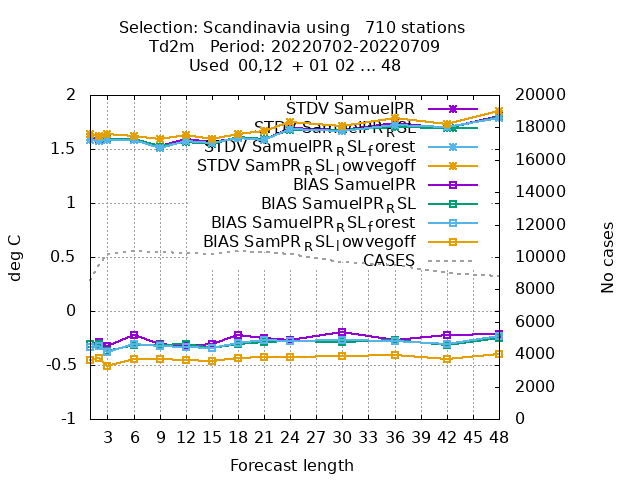 Selection: Scandinavia using 710 stations
Td2m Period: 20220702-20220709
Used 00,12 + 01 02 ... 48
2 20000
STDV SamuelPR
STDV SamuelPR_RSL 18000
1.5 STDV SamuelPR_RSL_forest
STDV SamPR_RSL_lowvegoff 16000
BIAS SamuelPR 14000
1 BIAS SamuelPR_RSL
BIAS SamuelPR_RSL_forest 12000
BIAS SamPR_RSL_lowvegoff
0.5 CASES 10000
8000
0 6000
-0.5 4000
2000
-1 0
deg C
No cases
3 6 9 12 15 18 21 24 27 30 33 36 39 42 45 48
Forecast length